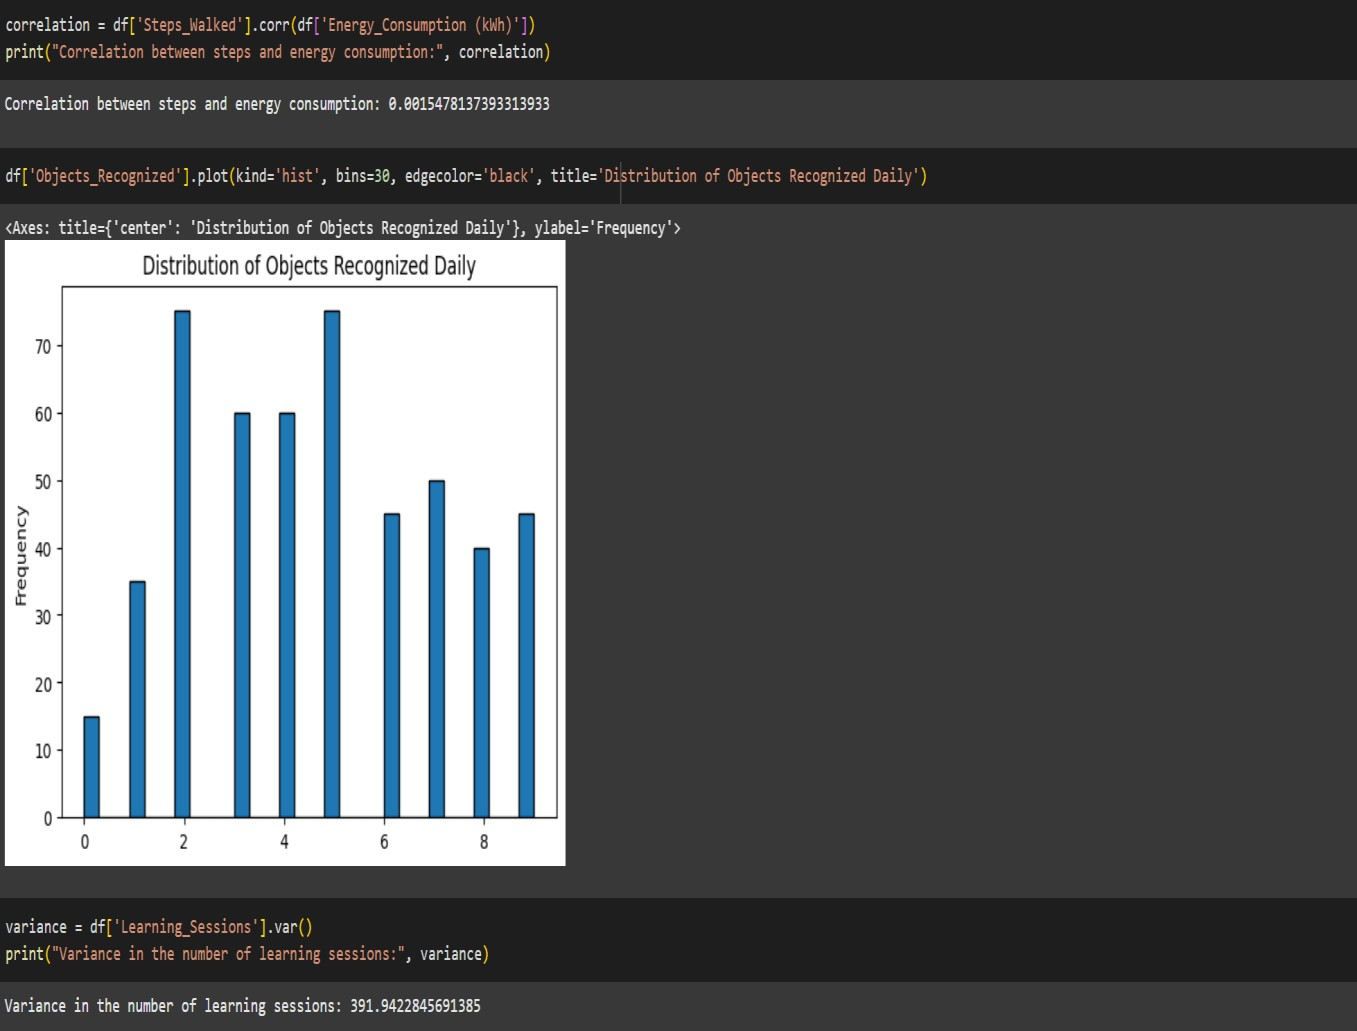 correlation = df['Steps_Walked'].corr(df['Energy_Consumption (kWh)'])
print("Correlation between steps and energy consumption:", correlation)
Correlation between steps and energy consumption: 0.0015478137393313933
df['Objects_Recognized'].plot(kind='hist', bins=30, edgecolor='black', title='Distribution of Objects Recognized Daily')
<Axes: title={'center': 'Distribution of Objects Recognized Daily'}, ylabel='Frequency'>
Distribution of Objects Recognized Daily
70
60
50
40
30
20
10
0
Frequency
0 2 4 6 8
variance = df['Learning_Sessions'].var()
print("Variance in the number of learning sessions:", variance)
Variance in the number of learning sessions: 391.9422845691385